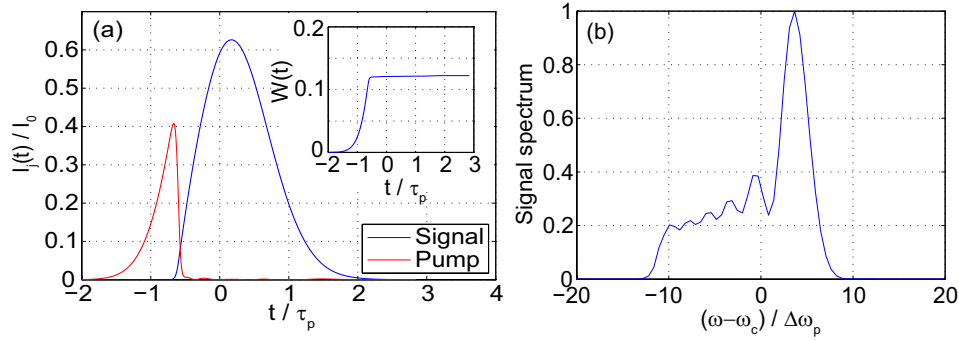 (a)
I_j(t) / I_0
0.6
0.5
0.4
0.3
0.2
0.1
0
−2 −1 0 1 2 3 4
t / τ_p
Signal
Pump
W(t)
0.2
0.1
0
−2 −1 0 1 2 3
t / τ_p
(b)
Signal spectrum
1
0.8
0.6
0.4
0.2
0
−20 −10 0 10 20
(ω−ω_c) / Δω_p